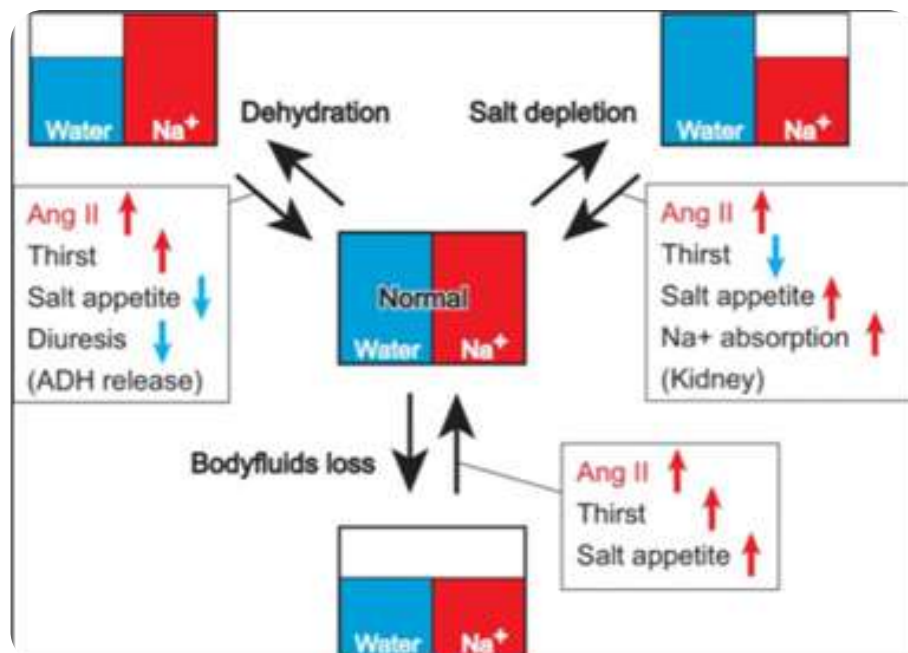 Water Na+
Dehydration
Salt depletion
Water Na+
Ang II
Thirst
Salt appetite
Diuresis
(ADH release)
Normal
Water Na+
Ang II
Thirst
Salt appetite
Na+ absorption
(Kidney)
Bodyfluids loss
Ang II
Thirst
Salt appetite
Water Na+